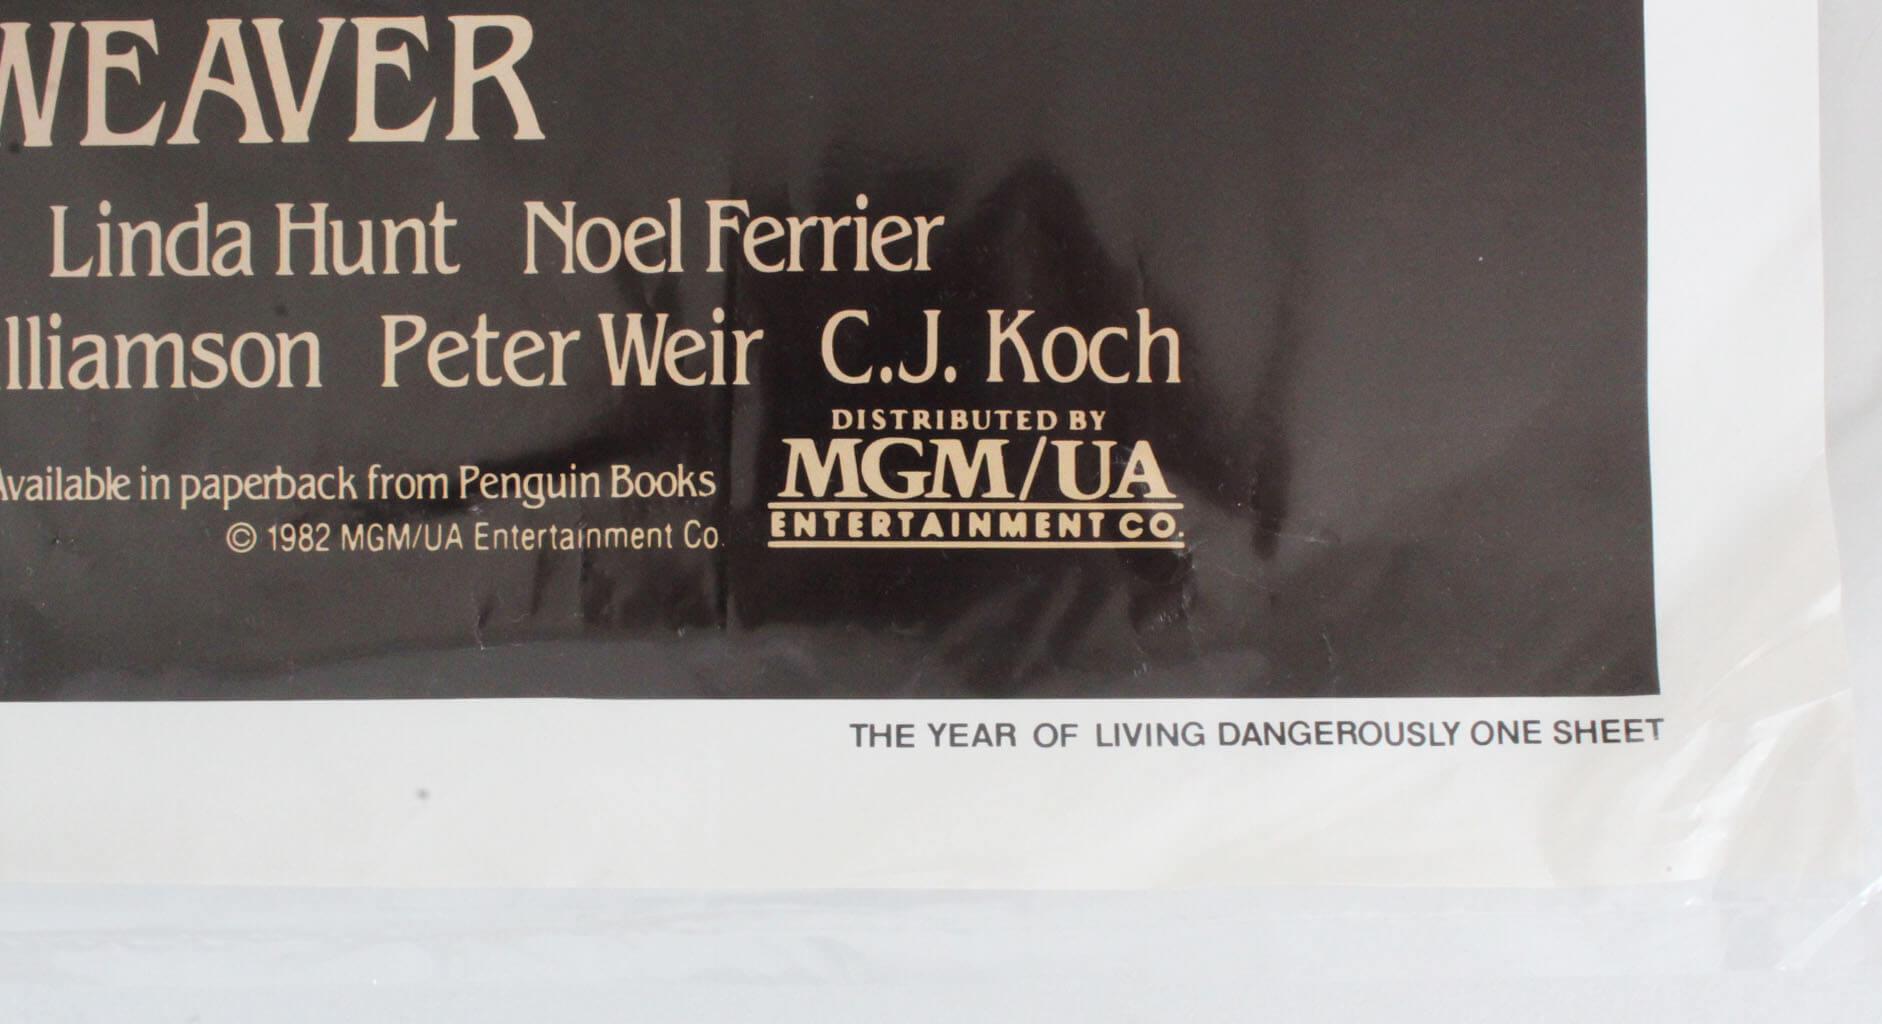 WEAVER
Linda Hunt Noel Ferrier
lliamson Peter Weir C.J. Koch
DISTRIBUTED BY
MGM/UA
ENTERTAINMENT CO.
Available in paperback from Penguin Books
© 1982 MGM/UA Entertainment Co.
THE YEAR OF LIVING DANGEROUSLY ONE SHEET